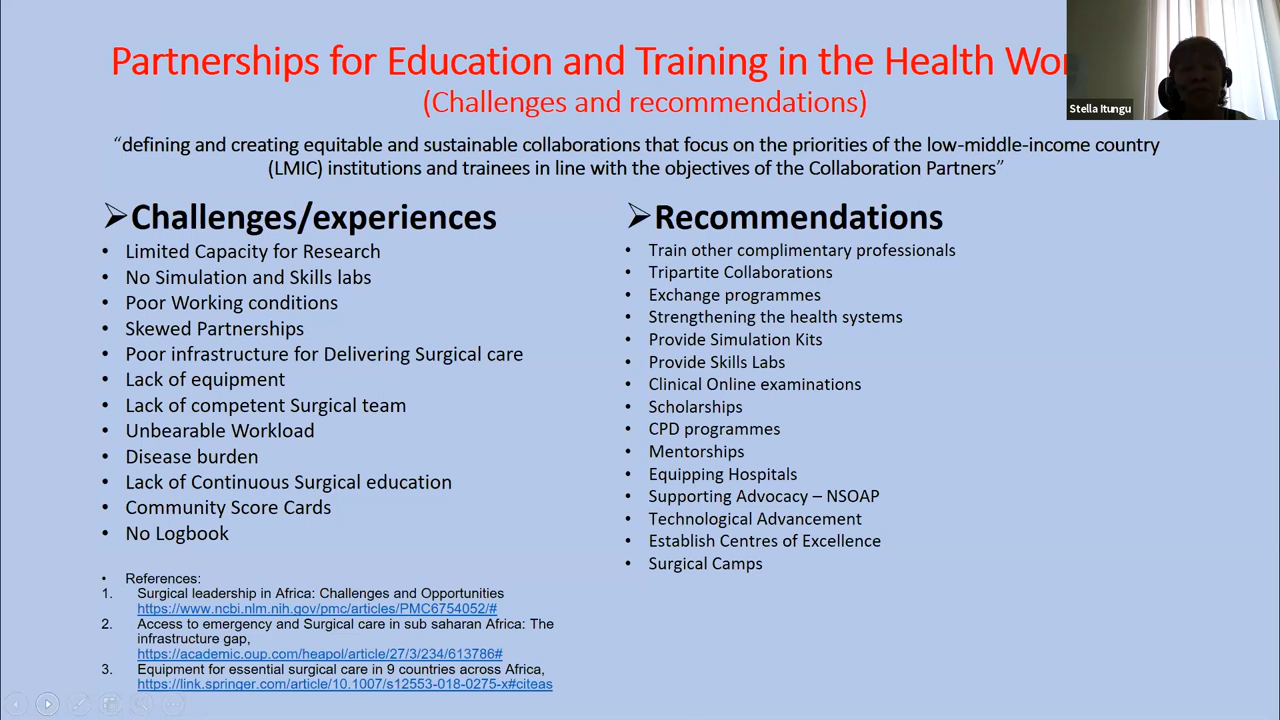 Partnerships for Education and Training in the Health Wor
(Challenges and recommendations)
Stella Itungu
“defining and creating equitable and sustainable collaborations that focus on the priorities of the low-middle-income country
(LMIC) institutions and trainees in line with the objectives of the Collaboration Partners”
➢Challenges/experiences
• Limited Capacity for Research
• No Simulation and Skills labs
• Poor Working conditions
• Skewed Partnerships
• Poor infrastructure for Delivering Surgical care
• Lack of equipment
• Lack of competent Surgical team
• Unbearable Workload
• Disease burden
• Lack of Continuous Surgical education
• Community Score Cards
• No Logbook
• References:
1. Surgical leadership in Africa: Challenges and Opportunities
https://www.ncbi.nlm.nih.gov/pmc/articles/PMC6754052/#
2. Access to emergency and Surgical care in sub saharan Africa: The
infrastructure gap,
https://academic.oup.com/heapol/article/27/3/234/613786#
3. Equipment for essential surgical care in 9 countries across Africa,
https://link.springer.com/article/10.1007/s12553-018-0275-x#citeas
➢Recommendations
• Train other complimentary professionals
• Tripartite Collaborations
• Exchange programmes
• Strengthening the health systems
• Provide Simulation Kits
• Provide Skills Labs
• Clinical Online examinations
• Scholarships
• CPD programmes
• Mentorships
• Equipping Hospitals
• Supporting Advocacy – NSOAP
• Technological Advancement
• Establish Centres of Excellence
• Surgical Camps